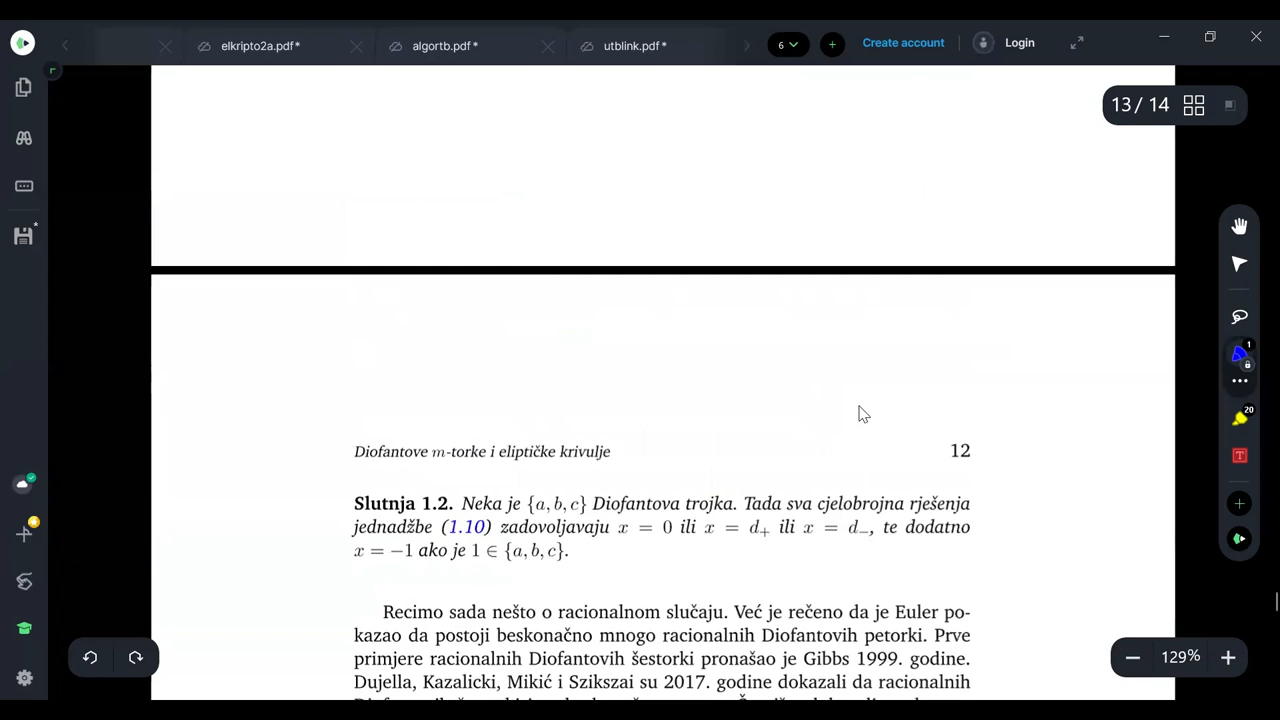 elkripto2a.pdf*
algortb.pdf*
utblink.pdf*
6
Create account
Login
13 / 14
1
20
T
Diofantove m-torke i eliptičke krivulje 12
Slutnja 1.2. Neka je {a, b, c} Diofantova trojka. Tada sva cjelobrojna rješenja
jednadžbe (1.10) zadovoljavaju x = 0 ili x = d₊ ili x = d₋, te dodatno
x = −1 ako je 1 ∈ {a, b, c}.
Recimo sada nešto o racionalnom slučaju. Već je rečeno da je Euler po-
kazao da postoji beskonačno mnogo racionalnih Diofantovih petorki. Prve
primjere racionalnih Diofantovih šestorki pronašao je Gibbs 1999. godine.
Dujella, Kazalicki, Mikić i Szikszai su 2017. godine dokazali da racionalnih
129%